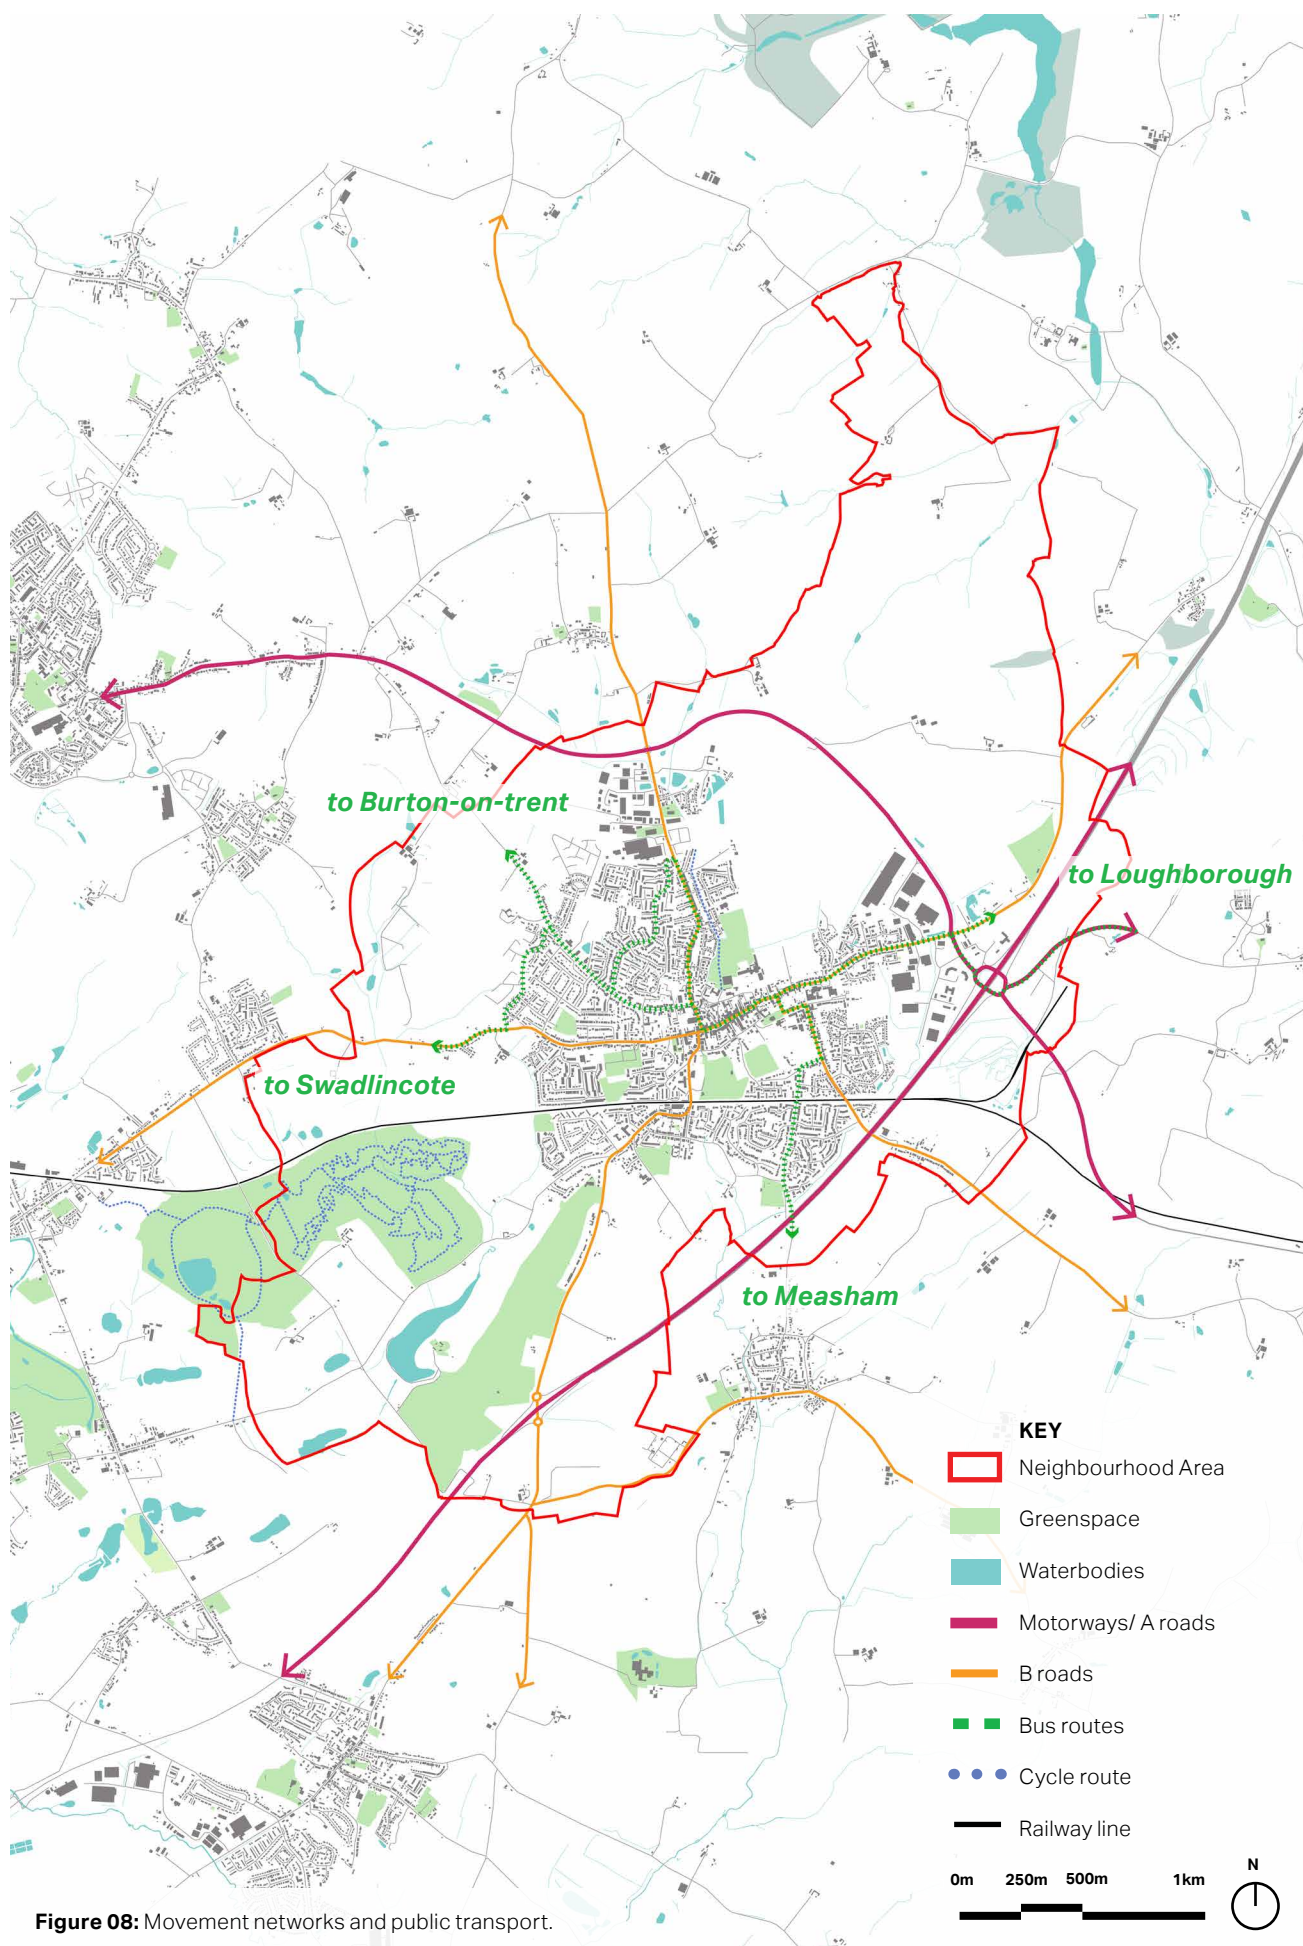 to Burton-on-trent
to Loughborough
to Swadlincote
to Measham
KEY
Neighbourhood Area
Greenspace
Waterbodies
Motorways/ A roads
B roads
Bus routes
Cycle route
Railway line
0m 250m 500m 1km
N
Figure 08: Movement networks and public transport.